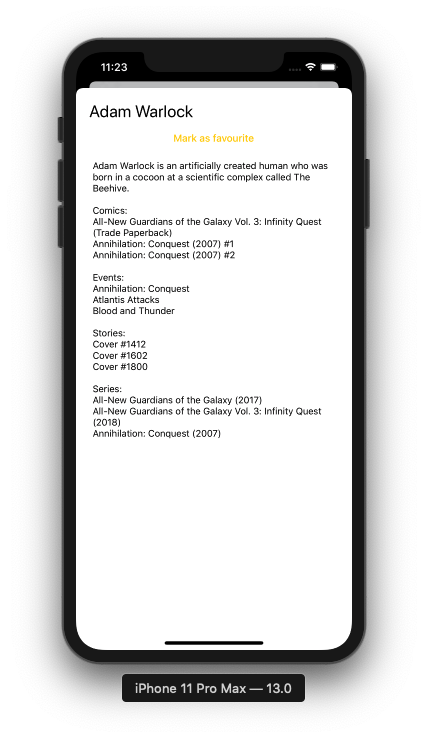 11:23
Adam Warlock
Mark as favourite
Adam Warlock is an artificially created human who was
born in a cocoon at a scientific complex called The
Beehive.
Comics:
All-New Guardians of the Galaxy Vol. 3: Infinity Quest
(Trade Paperback)
Annihilation: Conquest (2007) #1
Annihilation: Conquest (2007) #2
Events:
Annihilation: Conquest
Atlantis Attacks
Blood and Thunder
Stories:
Cover #1412
Cover #1602
Cover #1800
Series:
All-New Guardians of the Galaxy (2017)
All-New Guardians of the Galaxy Vol. 3: Infinity Quest
(2018)
Annihilation: Conquest (2007)
iPhone 11 Pro Max — 13.0